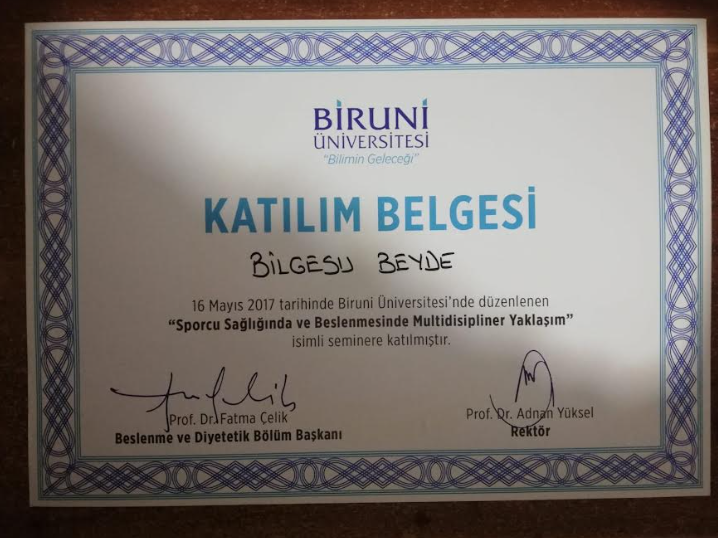 BİRUNİ
ÜNİVERSİTESİ
"Bilimin Geleceği"
KATILIM BELGESİ
BİLGESU BEYDE
16 Mayıs 2017 tarihinde Biruni Üniversitesi'nde düzenlenen
“Sporcu Sağlığında ve Beslenmesinde Multidisipliner Yaklaşım”
isimli seminere katılmıştır.
Prof. Dr. Fatma Çelik
Beslenme ve Diyetetik Bölüm Başkanı
Prof. Dr. Adnan Yüksel
Rektör